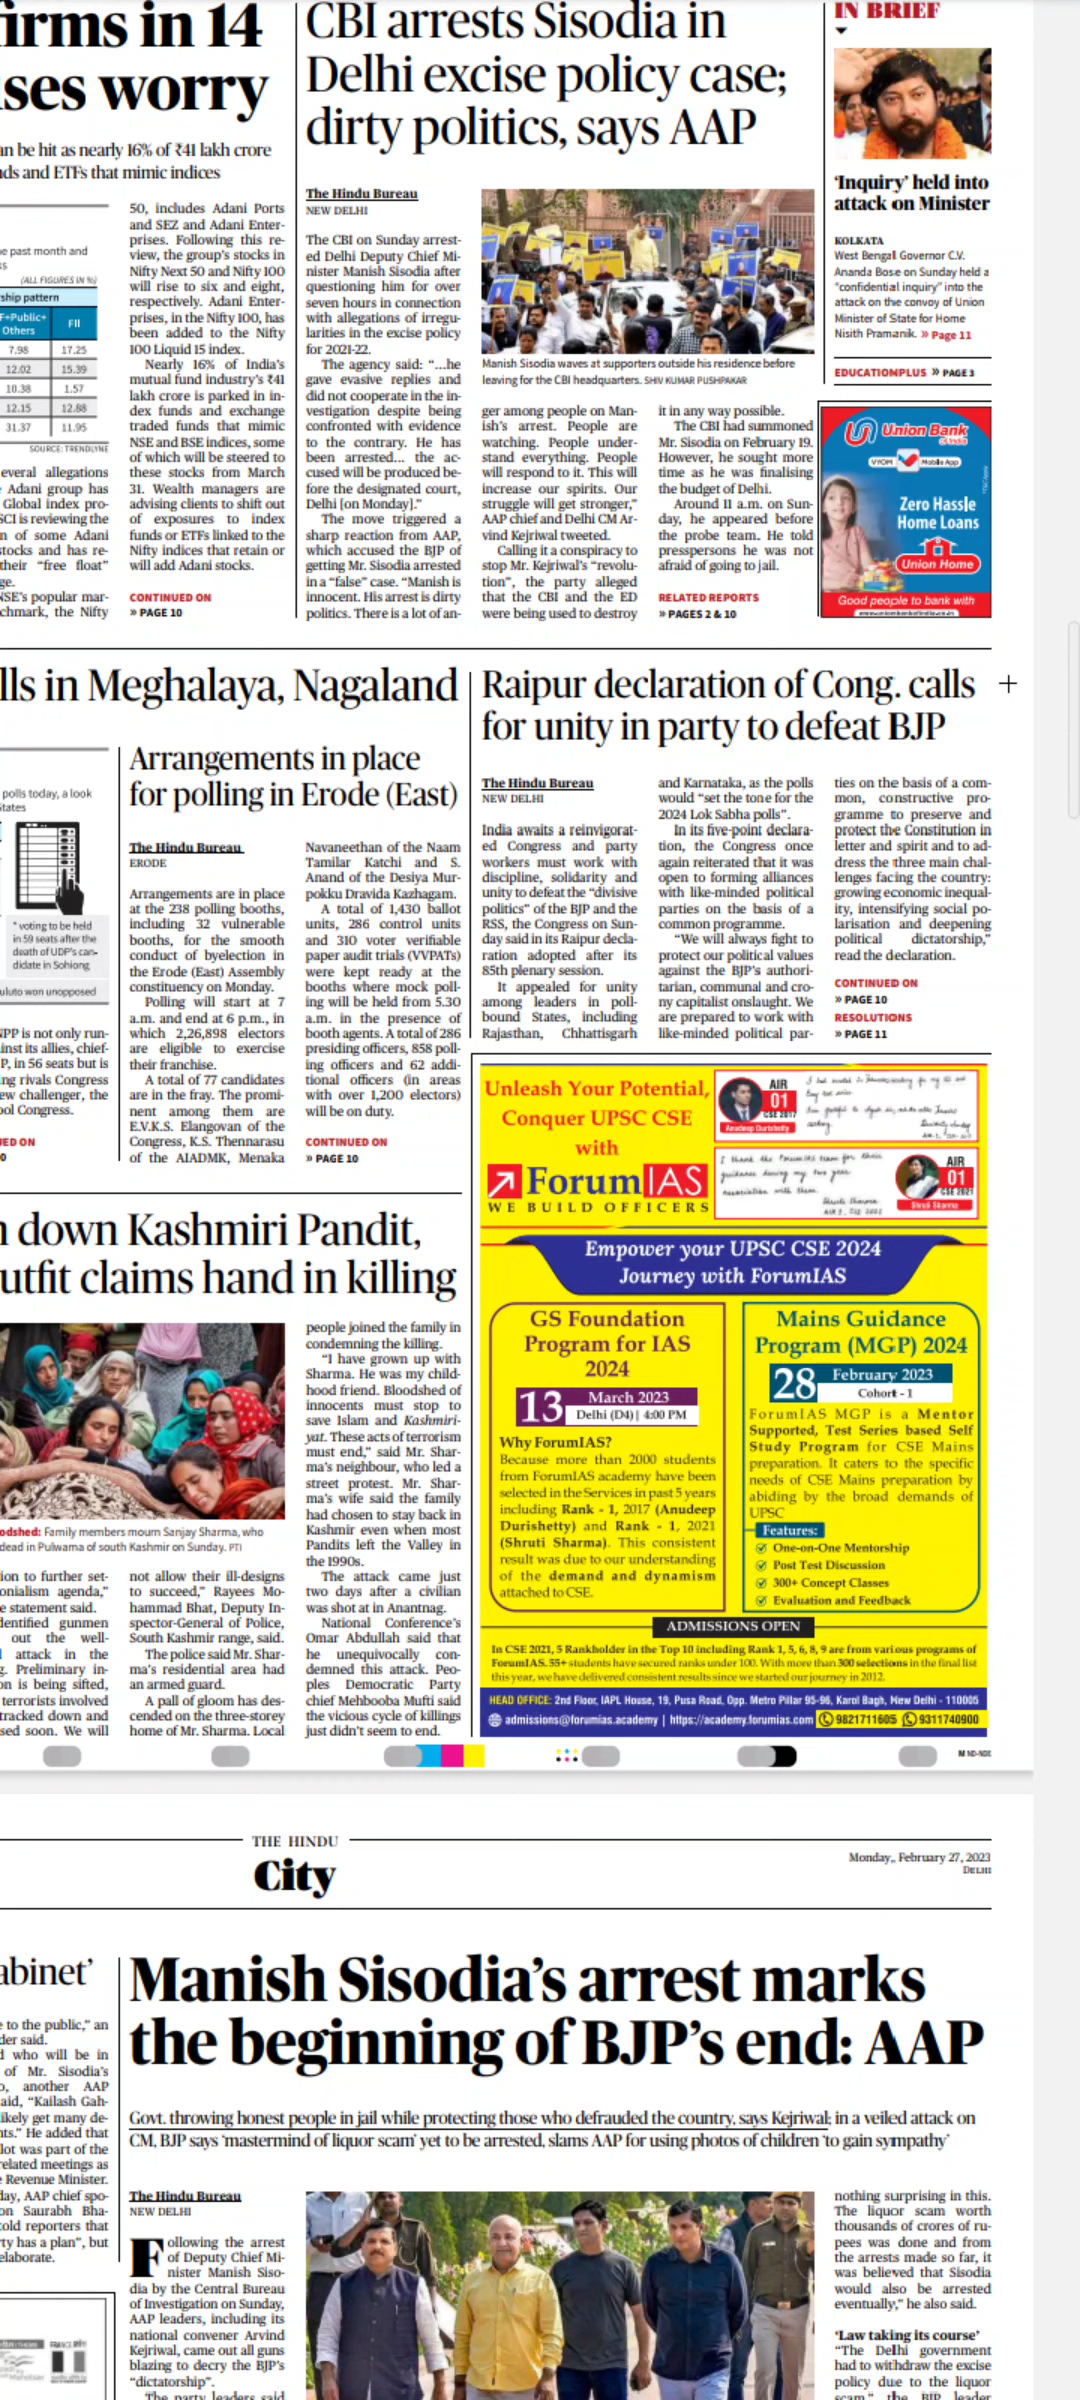 firms in 14
ises worry
an be hit as nearly 16% of ₹41 lakh crore
nds and ETFs that mimic indices
e past month and
(ALL FIGURES IN %)
ship pattern
F+Public+
Others
FII
7.98 17.25
12.02 15.39
10.38 1.57
12.15 12.88
31.37 11.95
SOURCE: TRENDLYNE
everal allegations
Adani group has
Global index pro-
SCI is reviewing the
n of some Adani
stocks and has re-
their "free float"
ge.
NSE's popular mar-
chmark, the Nifty
50, includes Adani Ports
and SEZ and Adani Enter-
prises. Following this re-
view, the group's stocks in
Nifty Next 50 and Nifty 100
will rise to six and eight,
respectively. Adani Enter-
prises, in the Nifty 100, has
been added to the Nifty
100 Liquid 15 index.
Nearly 16% of India's
mutual fund industry's ₹41
lakh crore is parked in in-
dex funds and exchange
traded funds that mimic
NSE and BSE indices, some
of which will be steered to
these stocks from March
31. Wealth managers are
advising clients to shift out
of exposures to index
funds or ETFs linked to the
Nifty indices that retain or
will add Adani stocks.
CONTINUED ON
» PAGE 10
CBI arrests Sisodia in
Delhi excise policy case;
dirty politics, says AAP
The Hindu Bureau
NEW DELHI
The CBI on Sunday arrest-
ed Delhi Deputy Chief Mi-
nister Manish Sisodia after
questioning him for over
seven hours in connection
with allegations of irregu-
larities in the excise policy
for 2021-22.
The agency said: "...he
gave evasive replies and
did not cooperate in the in-
vestigation despite being
confronted with evidence
to the contrary. He has
been arrested... the ac-
cused will be produced be-
fore the designated court,
Delhi [on Monday]."
The move triggered a
sharp reaction from AAP,
which accused the BJP of
getting Mr. Sisodia arrested
in a "false" case. "Manish is
innocent. His arrest is dirty
politics. There is a lot of an-
Manish Sisodia waves at supporters outside his residence before
leaving for the CBI headquarters. SHIV KUMAR PUSHPAKAR
ger among people on Man-
ish's arrest. People are
watching. People under-
stand everything. People
will respond to it. This will
increase our spirits. Our
struggle will get stronger,"
AAP chief and Delhi CM Ar-
vind Kejriwal tweeted.
Calling it a conspiracy to
stop Mr. Kejriwal's "revolu-
tion", the party alleged
that the CBI and the ED
were being used to destroy
it in any way possible.
The CBI had summoned
Mr. Sisodia on February 19.
However, he sought more
time as he was finalising
the budget of Delhi.
Around 11 a.m. on Sun-
day, he appeared before
the probe team. He told
presspersons he was not
afraid of going to jail.
RELATED REPORTS
» PAGES 2 & 10
IN BRIEF
'Inquiry' held into
attack on Minister
KOLKATA
West Bengal Governor C.V.
Ananda Bose on Sunday held a
"confidential inquiry" into the
attack on the convoy of Union
Minister of State for Home
Nisith Pramanik. » Page 11
EDUCATIONPLUS » PAGE 3
Union Bank
of India
VYOM Mobile App
Zero Hassle
Home Loans
Union Home
Good people to bank with
www.unionbankofindia.co.in
lls in Meghalaya, Nagaland
polls today, a look
states
* voting to be held
in 59 seats after the
death of UDP's can-
didate in Sohiong
uluto won unopposed
NPP is not only run-
inst its allies, chief-
P, in 56 seats but is
ng rivals Congress
ew challenger, the
ool Congress.
ED ON
0
Arrangements in place
for polling in Erode (East)
The Hindu Bureau
ERODE
Arrangements are in place
at the 238 polling booths,
including 32 vulnerable
booths, for the smooth
conduct of byelection in
the Erode (East) Assembly
constituency on Monday.
Polling will start at 7
a.m. and end at 6 p.m., in
which 2,26,898 electors
are eligible to exercise
their franchise.
A total of 77 candidates
are in the fray. The promi-
nent among them are
E.V.K.S. Elangovan of the
Congress, K.S. Thennarasu
of the AIADMK, Menaka
Navaneethan of the Naam
Tamilar Katchi and S.
Anand of the Desiya Mur-
pokku Dravida Kazhagam.
A total of 1,430 ballot
units, 286 control units
and 310 voter verifiable
paper audit trials (VVPATs)
were kept ready at the
booths where mock poll-
ing will be held from 5.30
a.m. in the presence of
booth agents. A total of 286
presiding officers, 858 poll-
ing officers and 62 addi-
tional officers (in areas
with over 1,200 electors)
will be on duty.
CONTINUED ON
» PAGE 10
Raipur declaration of Cong. calls
for unity in party to defeat BJP
The Hindu Bureau
NEW DELHI
India awaits a reinvigorat-
ed Congress and party
workers must work with
discipline, solidarity and
unity to defeat the "divisive
politics" of the BJP and the
RSS, the Congress on Sun-
day said in its Raipur decla-
ration adopted after its
85th plenary session.
It appealed for unity
among leaders in poll-
bound States, including
Rajasthan, Chhattisgarh
and Karnataka, as the polls
would "set the tone for the
2024 Lok Sabha polls".
In its five-point declara-
tion, the Congress once
again reiterated that it was
open to forming alliances
with like-minded political
parties on the basis of a
common programme.
"We will always fight to
protect our political values
against the BJP's authori-
tarian, communal and cro-
ny capitalist onslaught. We
are prepared to work with
like-minded political par-
ties on the basis of a com-
mon, constructive pro-
gramme to preserve and
protect the Constitution in
letter and spirit and to ad-
dress the three main chal-
lenges facing the country:
growing economic inequal-
ity, intensifying social po-
larisation and deepening
political dictatorship,"
read the declaration.
CONTINUED ON
» PAGE 10
RESOLUTIONS
» PAGE 11
n down Kashmiri Pandit,
utfit claims hand in killing
odshed: Family members mourn Sanjay Sharma, who
dead in Pulwama of south Kashmir on Sunday. PTI
ion to further set-
onialism agenda,"
e statement said.
dentified gunmen
out the well-
l attack in the
g. Preliminary in-
on is being sifted,
terrorists involved
tracked down and
sed soon. We will
not allow their ill-designs
to succeed," Rayees Mo-
hammad Bhat, Deputy In-
spector-General of Police,
South Kashmir range, said.
The police said Mr. Shar-
ma's residential area had
an armed guard.
A pall of gloom has des-
cended on the three-storey
home of Mr. Sharma. Local
people joined the family in
condemning the killing.
"I have grown up with
Sharma. He was my child-
hood friend. Bloodshed of
innocents must stop to
save Islam and Kashmiri-
yat. These acts of terrorism
must end," said Mr. Shar-
ma's neighbour, who led a
street protest. Mr. Shar-
ma's wife said the family
had chosen to stay back in
Kashmir even when most
Pandits left the Valley in
the 1990s.
The attack came just
two days after a civilian
was shot at in Anantnag.
National Conference's
Omar Abdullah said that
he unequivocally con-
demned this attack. Peo-
ples Democratic Party
chief Mehbooba Mufti said
the vicious cycle of killings
just didn't seem to end.
Unleash Your Potential,
Conquer UPSC CSE
with
ForumIAS
WE BUILD OFFICERS
AIR
01
CSE 2017
Anudeep Durishetty
I thank the ForumIAS team for their
guidance during my two year
association with them.
Shruti Sharma
AIR 1, CSE 2021
AIR
01
CSE 2021
Shruti Sharma
Empower your UPSC CSE 2024
Journey with ForumIAS
GS Foundation
Program for IAS
2024
13 March 2023
Delhi (D4) | 4:00 PM
Why ForumIAS?
Because more than 2000 students
from ForumIAS academy have been
selected in the Services in past 5 years
including Rank - 1, 2017 (Anudeep
Durishetty) and Rank - 1, 2021
(Shruti Sharma). This consistent
result was due to our understanding
of the demand and dynamism
attached to CSE.
Mains Guidance
Program (MGP) 2024
28 February 2023
Cohort - 1
ForumIAS MGP is a Mentor
Supported, Test Series based Self
Study Program for CSE Mains
preparation. It caters to the specific
needs of CSE Mains preparation by
abiding by the broad demands of
UPSC
Features:
One-on-One Mentorship
Post Test Discussion
300+ Concept Classes
Evaluation and Feedback
ADMISSIONS OPEN
In CSE 2021, 5 Rankholder in the Top 10 including Rank 1, 5, 6, 8, 9 are from various programs of
ForumIAS. 55+ students have secured ranks under 100. With more than 300 selections in the final list
this year, we have delivered consistent results since we started our journey in 2012.
HEAD OFFICE: 2nd Floor, IAPL House, 19, Pusa Road, Opp. Metro Pillar 95-96, Karol Bagh, New Delhi - 110005
admissions@forumias.academy | https://academy.forumias.com 9821711605 9311740900
M ND-NDE
THE HINDU
City
Monday, February 27, 2023
DELHI
abinet'
e to the public," an
der said.
d who will be in
of Mr. Sisodia's
o, another AAP
aid, "Kailash Gah-
ikely get many de-
nts." He added that
lot was part of the
related meetings as
e Revenue Minister.
day, AAP chief spo-
on Saurabh Bha-
told reporters that
rty has a plan", but
elaborate.
Manish Sisodia's arrest marks
the beginning of BJP's end: AAP
Govt. throwing honest people in jail while protecting those who defrauded the country, says Kejriwal; in a veiled attack on
CM, BJP says 'mastermind of liquor scam' yet to be arrested, slams AAP for using photos of children 'to gain sympathy'
The Hindu Bureau
NEW DELHI
Following the arrest
of Deputy Chief Mi-
nister Manish Siso-
dia by the Central Bureau
of Investigation on Sunday,
AAP leaders, including its
national convener Arvind
Kejriwal, came out all guns
blazing to decry the BJP's
"dictatorship".
The party leaders said
nothing surprising in this.
The liquor scam worth
thousands of crores of ru-
pees was done and from
the arrests made so far, it
was believed that Sisodia
would also be arrested
eventually," he also said.
'Law taking its course'
"The Delhi government
had to withdraw the excise
policy due to the liquor
scam," the BJP leader